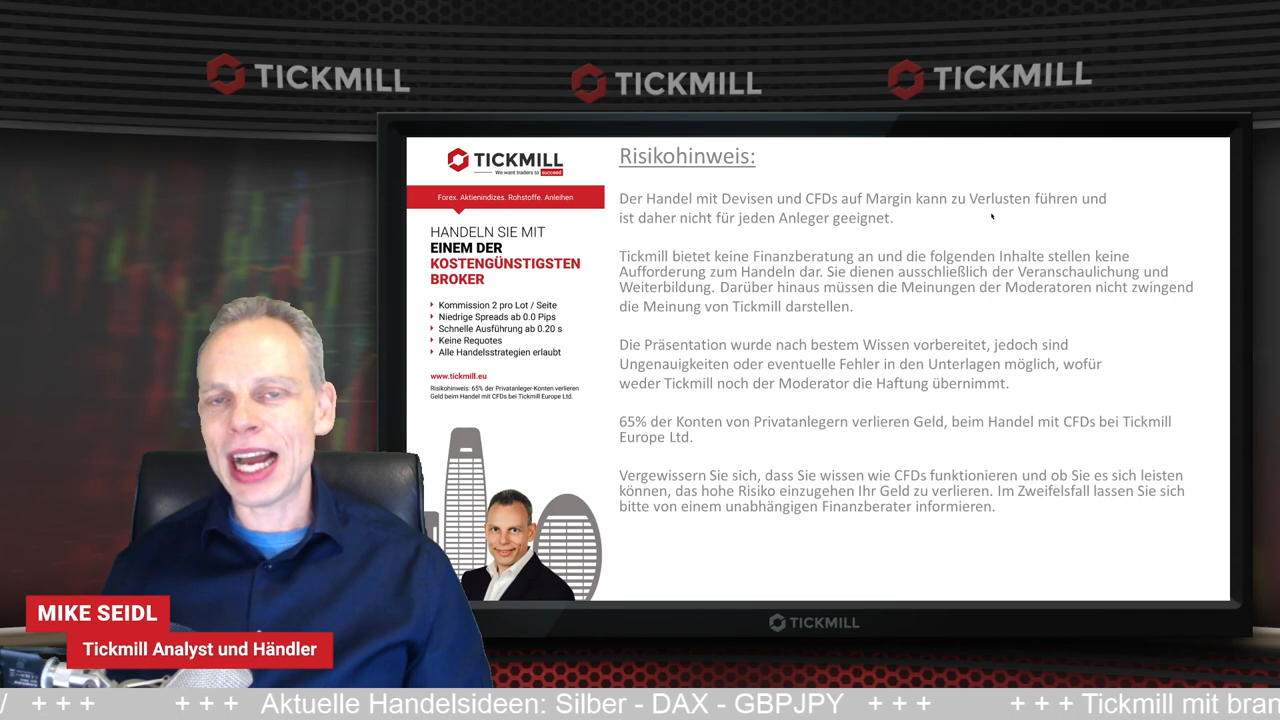 TICKMILL
TICKMILL
TICKMILL
TICKMILL
We want traders to succeed
Forex. Aktienindizes. Rohstoffe. Anleihen
HANDELN SIE MIT
EINEM DER
KOSTENGÜNSTIGSTEN
BROKER
Kommission 2 pro Lot / Seite
Niedrige Spreads ab 0.0 Pips
Schnelle Ausführung ab 0.20 s
Keine Requotes
Alle Handelsstrategien erlaubt
www.tickmill.eu
Risikohinweis: 65% der Privatanleger-Konten verlieren
Geld beim Handel mit CFDs bei Tickmill Europe Ltd.
Risikohinweis:
Der Handel mit Devisen und CFDs auf Margin kann zu Verlusten führen und
ist daher nicht für jeden Anleger geeignet.
Tickmill bietet keine Finanzberatung an und die folgenden Inhalte stellen keine
Aufforderung zum Handeln dar. Sie dienen ausschließlich der Veranschaulichung und
Weiterbildung. Darüber hinaus müssen die Meinungen der Moderatoren nicht zwingend
die Meinung von Tickmill darstellen.
Die Präsentation wurde nach bestem Wissen vorbereitet, jedoch sind
Ungenauigkeiten oder eventuelle Fehler in den Unterlagen möglich, wofür
weder Tickmill noch der Moderator die Haftung übernimmt.
65% der Konten von Privatanlegern verlieren Geld, beim Handel mit CFDs bei Tickmill
Europe Ltd.
Vergewissern Sie sich, dass Sie wissen wie CFDs funktionieren und ob Sie es sich leisten
können, das hohe Risiko einzugehen Ihr Geld zu verlieren. Im Zweifelsfall lassen Sie sich
bitte von einem unabhängigen Finanzberater informieren.
TICKMILL
MIKE SEIDL
Tickmill Analyst und Händler
/ + + + + + + Aktuelle Handelsideen: Silber - DAX - GBPJPY + + + + + + Tickmill mit bran